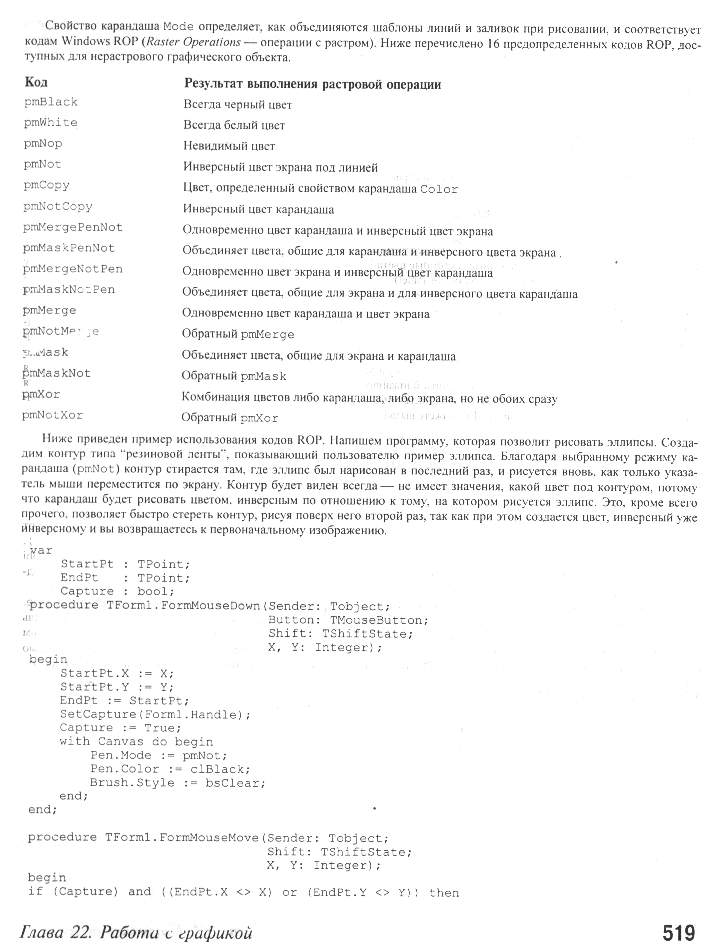 Свойство карандаша Mode определяет, как объединяются шаблоны линий и заливок при рисовании, и соответствует
кодам Windows ROP (Raster Operations — операции с растром). Ниже перечислено 16 предопределенных кодов ROP, дос-
тупных для нерастрового графического объекта.
Код Результат выполнения растровой операции
pmBlack Всегда черный цвет
pmWhite Всегда белый цвет
pmNop Невидимый цвет
pmNot Инверсный цвет экрана под линией
pmCopy Цвет, определенный свойством карандаша Color
pmNotCopy Инверсный цвет карандаша
pmMergePenNot Одновременно цвет карандаша и инверсный цвет экрана
pmMaskPenNot Объединяет цвета, общие для карандаша и инверсного цвета экрана .
pmMergeNotPen Одновременно цвет экрана и инверсный цвет карандаша
pmMaskNotPen Объединяет цвета, общие для экрана и для инверсного цвета карандаша
pmMerge Одновременно цвет карандаша и цвет экрана
pmNotMerge Обратный pmMerge
pmMask Объединяет цвета, общие для экрана и карандаша
pmMaskNot Обратный pmMask
pmXor Комбинация цветов либо карандаша, либо экрана, но не обоих сразу
pmNotXor Обратный pmXor
Ниже приведен пример использования кодов ROP. Напишем программу, которая позволит рисовать эллипсы. Созда-
дим контур типа “резиновой ленты”, показывающий пользователю пример эллипса. Благодаря выбранному режиму ка-
рандаша (pmNot) контур стирается там, где эллипс был нарисован в последний раз, и рисуется вновь, как только указа-
тель мыши переместится по экрану. Контур будет виден всегда — не имеет значения, какой цвет под контуром, потому
что карандаш будет рисовать цветом, инверсным по отношению к тому, на котором рисуется эллипс. Это, кроме всего
прочего, позволяет быстро стереть контур, рисуя поверх него второй раз, так как при этом создается цвет, инверсный уже
инверсному и вы возвращаетесь к первоначальному изображению.
var
StartPt : TPoint;
EndPt : TPoint;
Capture : bool;
procedure TForm1.FormMouseDown(Sender: Tobject;
Button: TMouseButton;
Shift: TShiftState;
X, Y: Integer);
begin
StartPt.X := X;
StartPt.Y := Y;
EndPt := StartPt;
SetCapture(Form1.Handle);
Capture := True;
with Canvas do begin
Pen.Mode := pmNot;
Pen.Color := clBlack;
Brush.Style := bsClear;
end;
end;
procedure TForm1.FormMouseMove(Sender: Tobject;
Shift: TShiftState;
X, Y: Integer);
begin
if (Capture) and ((EndPt.X <> X) or (EndPt.Y <> Y)) then
Глава 22. Работа с графикой 519